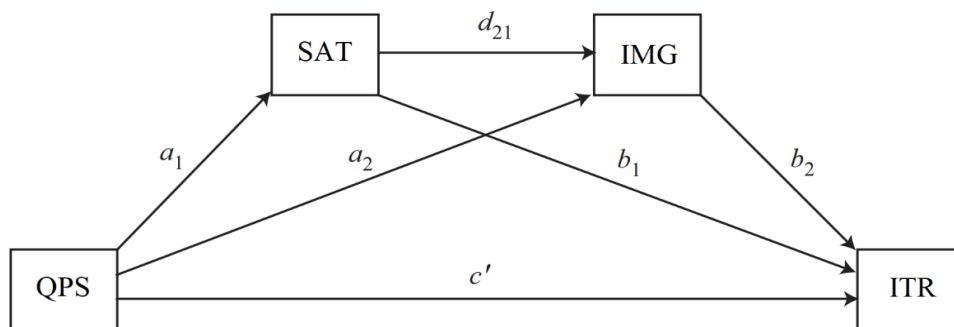 d21
SAT
IMG
a1
a2
b1
b2
QPS
c′
ITR